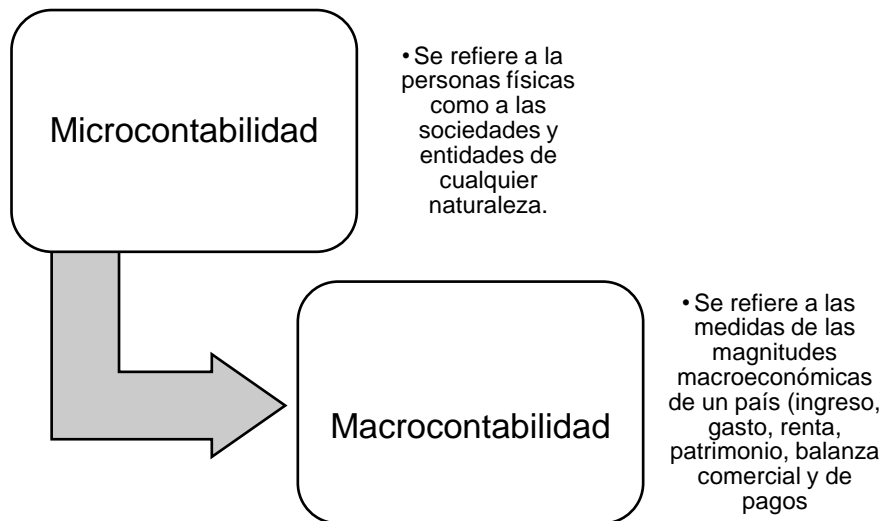 Microcontabilidad
• Se refiere a la
personas físicas
como a las
sociedades y
entidades de
cualquier
naturaleza.
Macrocontabilidad
• Se refiere a las
medidas de las
magnitudes
macroeconómicas
de un país (ingreso,
gasto, renta,
patrimonio, balanza
comercial y de
pagos